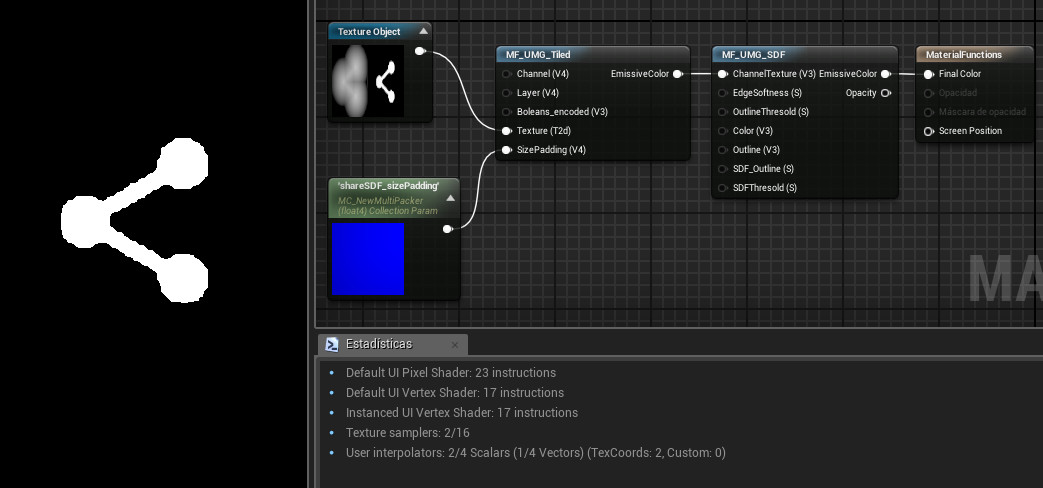 Texture Object
MF_UMG_Tiled
Channel (V4) EmissiveColor
Layer (V4)
Boleans_encoded (V3)
Texture (T2d)
SizePadding (V4)
'shareSDF_sizePadding'
MC_NewMultiPacker
(float4) Collection Param
MF_UMG_SDF
ChannelTexture (V3) EmissiveColor
EdgeSoftness (S) Opacity
OutlineThresold (S)
Color (V3)
Outline (V3)
SDF_Outline (S)
SDFThresold (S)
MaterialFunctions
Final Color
Opacidad
Máscara de opacidad
Screen Position
MA
Estadísticas
Default UI Pixel Shader: 23 instructions
Default UI Vertex Shader: 17 instructions
Instanced UI Vertex Shader: 17 instructions
Texture samplers: 2/16
User interpolators: 2/4 Scalars (1/4 Vectors) (TexCoords: 2, Custom: 0)